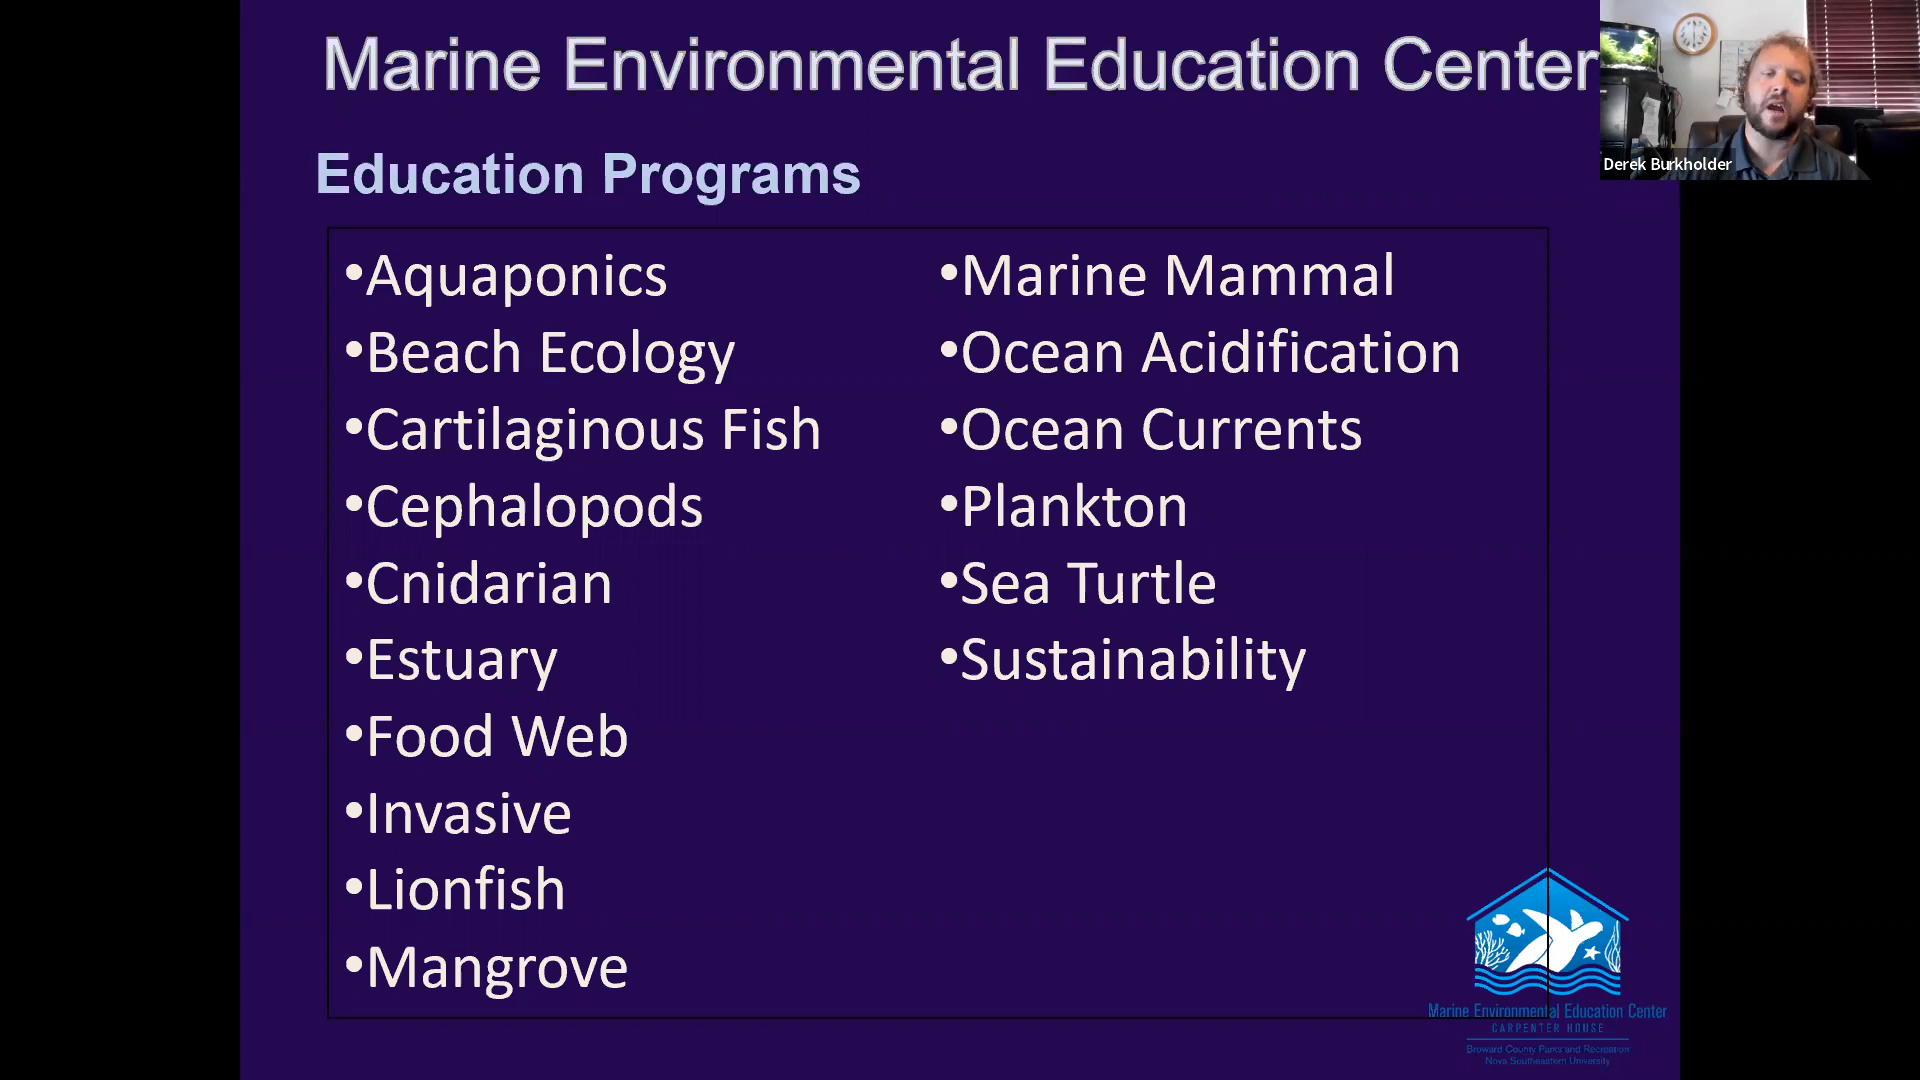 Marine Environmental Education Center
Derek Burkholder
Education Programs
•Aquaponics
•Beach Ecology
•Cartilaginous Fish
•Cephalopods
•Cnidarian
•Estuary
•Food Web
•Invasive
•Lionfish
•Mangrove
•Marine Mammal
•Ocean Acidification
•Ocean Currents
•Plankton
•Sea Turtle
•Sustainability
Marine Environmental Education Center
CARPENTER HOUSE
Broward County Parks and Recreation
Nova Southeastern University